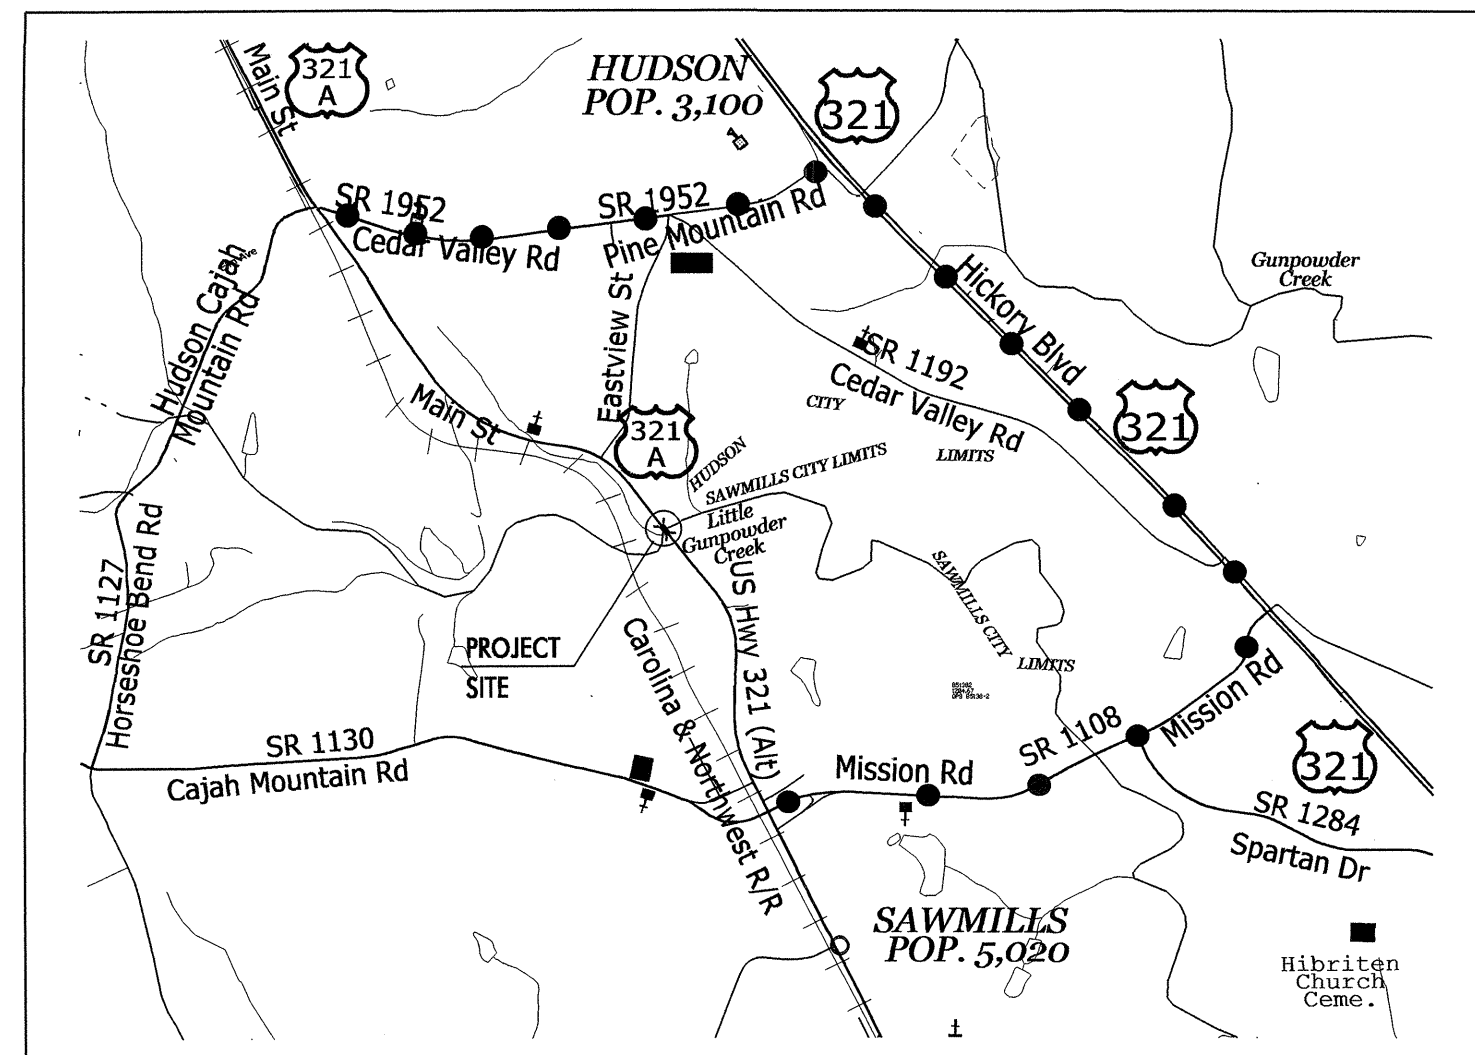 Main St
321
A
HUDSON
POP. 3,100
321
SR 1952
Cedar Valley Rd
SR 1952
Pine Mountain Rd
Hudson Cajah
Mountain Rd
Eastview St
Hickory Blvd
Gunpowder
Creek
SR 1192
Cedar Valley Rd
CITY
LIMITS
321
Main St
321
A
HUDSON
SAWMILLS CITY LIMITS
Little
Gunpowder
Creek
SAWMILLS CITY
LIMITS
SR 1127
Horseshoe Bend Rd
PROJECT
SITE
US Hwy 321 (Alt)
Carolina & Northwest R/R
SR 1130
Cajah Mountain Rd
Mission Rd
SR 1108
Mission Rd
321
SR 1284
Spartan Dr
SAWMILLS
POP. 5,020
Hibriten
Church
Ceme.